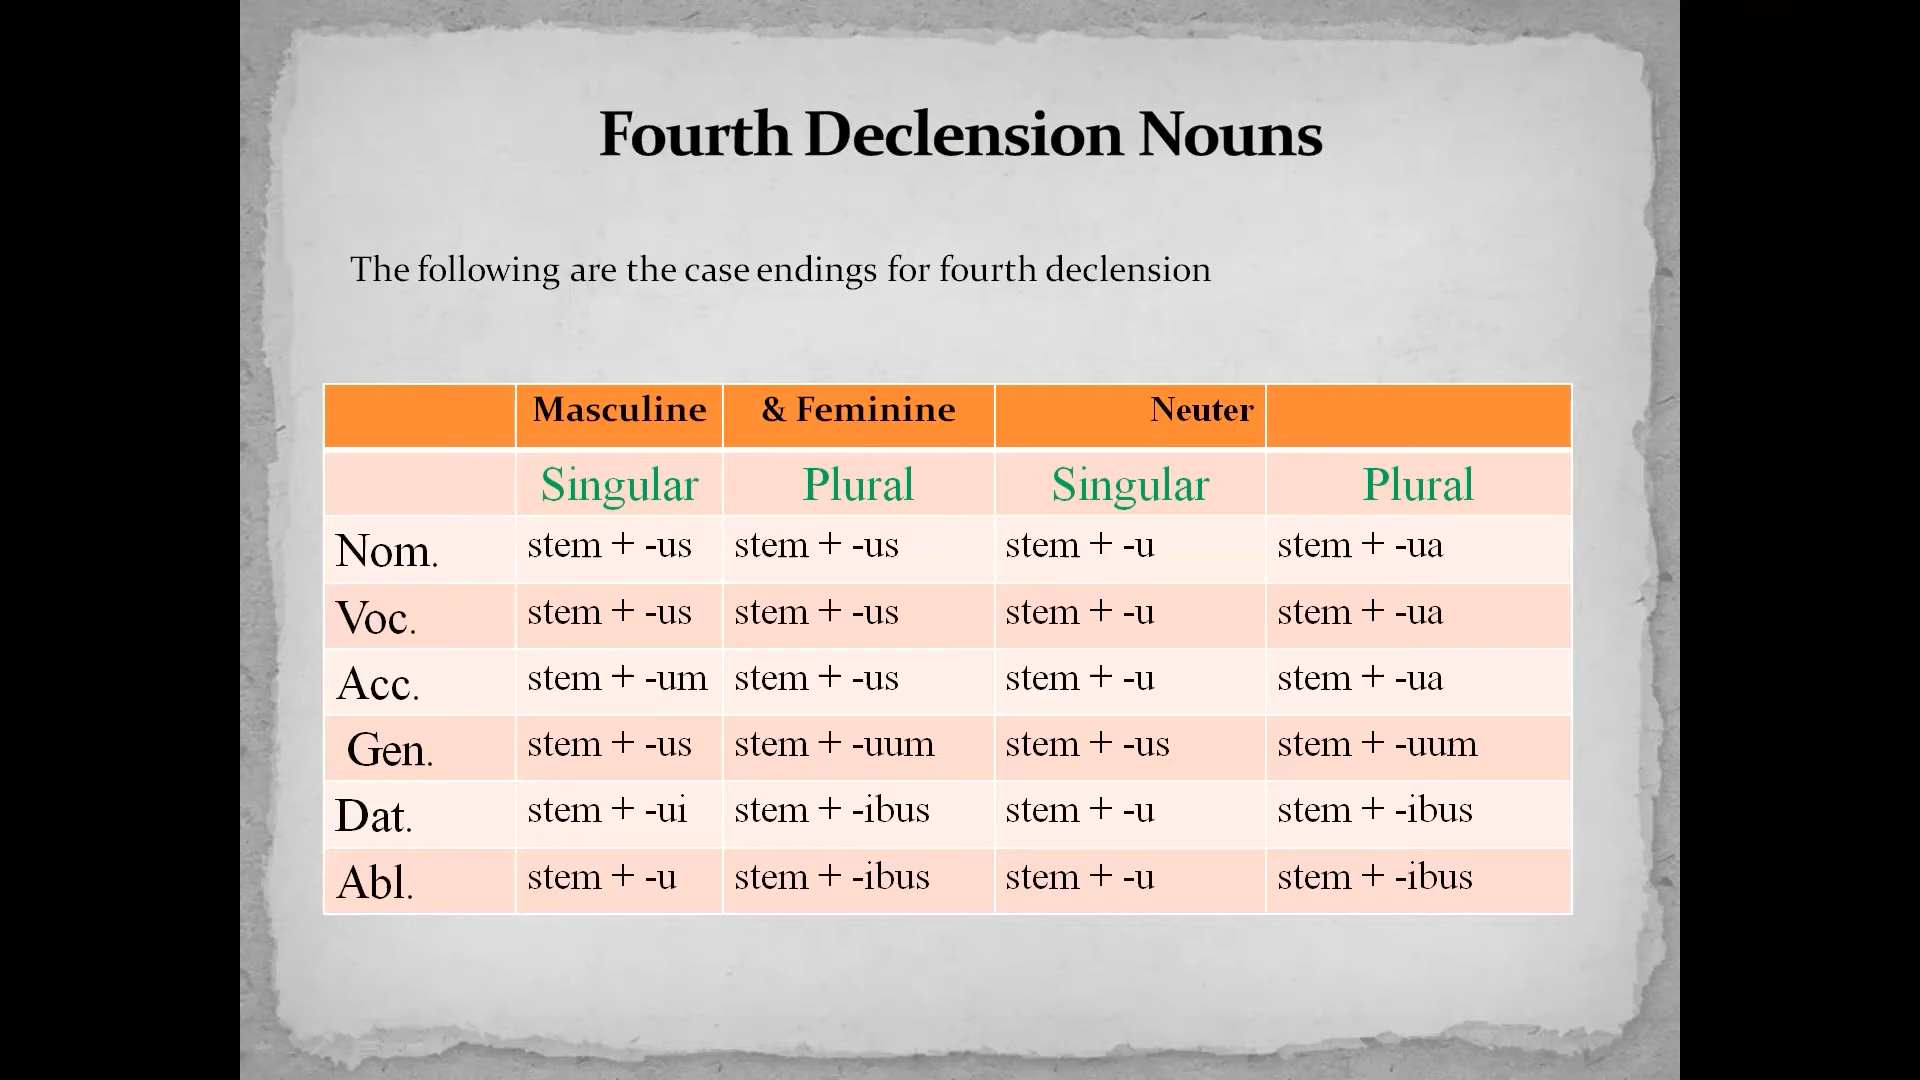 Fourth Declension Nouns
The following are the case endings for fourth declension
Masculine & Feminine Neuter
Singular Plural Singular Plural
Nom. stem + -us stem + -us stem + -u stem + -ua
Voc. stem + -us stem + -us stem + -u stem + -ua
Acc. stem + -um stem + -us stem + -u stem + -ua
Gen. stem + -us stem + -uum stem + -us stem + -uum
Dat. stem + -ui stem + -ibus stem + -u stem + -ibus
Abl. stem + -u stem + -ibus stem + -u stem + -ibus